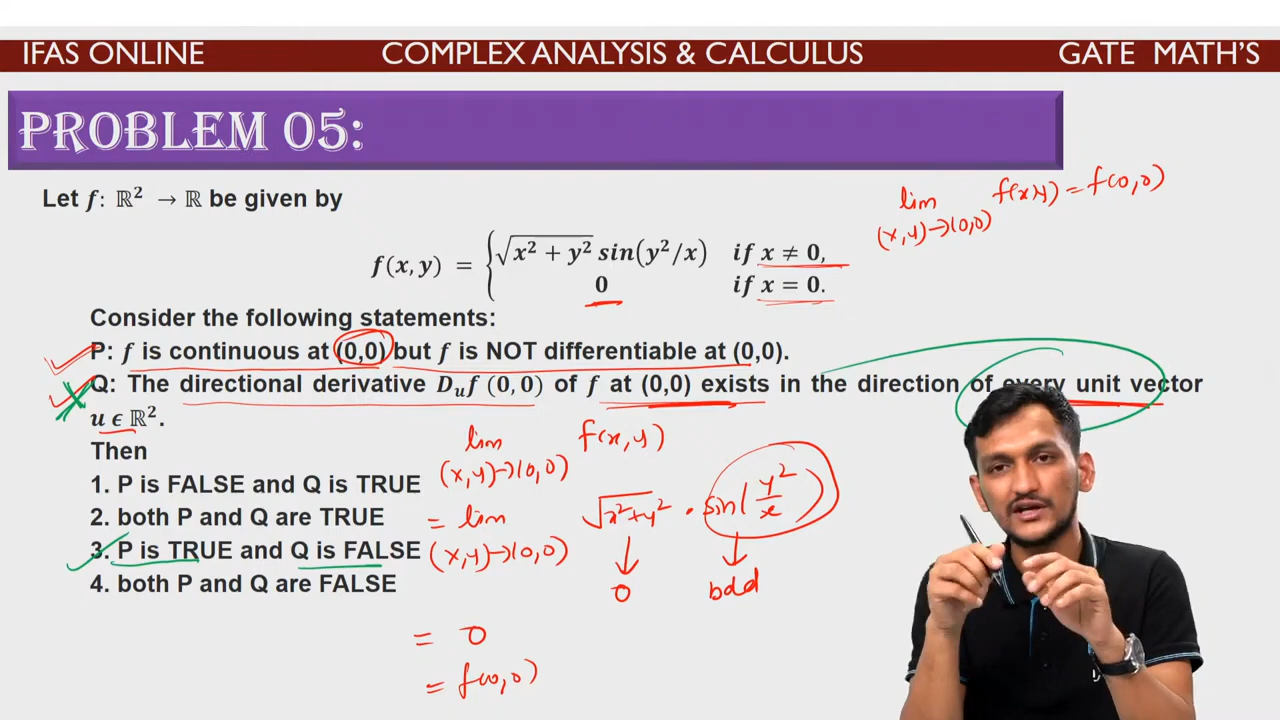 IFAS ONLINE COMPLEX ANALYSIS & CALCULUS GATE MATH'S
PROBLEM 05:
Let f: ℝ² → ℝ be given by
lim f(x,y) = f(0,0)
(x,y)→(0,0)
f(x, y) = { √(x² + y²) sin(y²/x) if x ≠ 0,
0 if x = 0.
Consider the following statements:
P: f is continuous at (0,0) but f is NOT differentiable at (0,0).
Q: The directional derivative Dᵤf (0, 0) of f at (0,0) exists in the direction of every unit vector
u ϵ ℝ².
Then
lim f(x,y)
(x,y)→(0,0)
1. P is FALSE and Q is TRUE
2. both P and Q are TRUE
= lim √x²+y² · sin(y²/x)
(x,y)→(0,0)
3. P is TRUE and Q is FALSE
4. both P and Q are FALSE
0 bdd
= 0
= f(0,0)